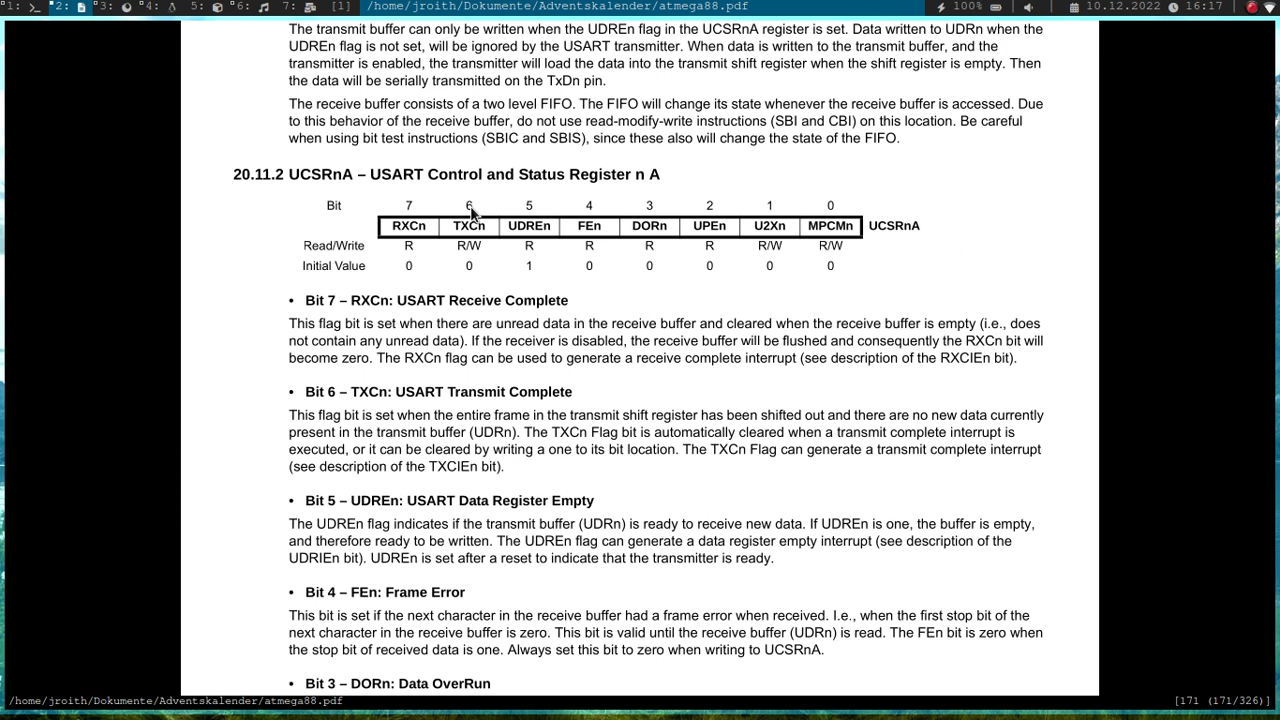 1: 2: 3: 4: 5: 6: 7: [1] /home/jroith/Dokumente/Adventskalender/atmega88.pdf 100% 10.12.2022 16:17
The transmit buffer can only be written when the UDREn flag in the UCSRnA register is set. Data written to UDRn when the
UDREn flag is not set, will be ignored by the USART transmitter. When data is written to the transmit buffer, and the
transmitter is enabled, the transmitter will load the data into the transmit shift register when the shift register is empty. Then
the data will be serially transmitted on the TxDn pin.
The receive buffer consists of a two level FIFO. The FIFO will change its state whenever the receive buffer is accessed. Due
to this behavior of the receive buffer, do not use read-modify-write instructions (SBI and CBI) on this location. Be careful
when using bit test instructions (SBIC and SBIS), since these also will change the state of the FIFO.
20.11.2 UCSRnA – USART Control and Status Register n A
Bit 7 6 5 4 3 2 1 0
RXCn TXCn UDREn FEn DORn UPEn U2Xn MPCMn UCSRnA
Read/Write R R/W R R R R R/W R/W
Initial Value 0 0 1 0 0 0 0 0
• Bit 7 – RXCn: USART Receive Complete
This flag bit is set when there are unread data in the receive buffer and cleared when the receive buffer is empty (i.e., does
not contain any unread data). If the receiver is disabled, the receive buffer will be flushed and consequently the RXCn bit will
become zero. The RXCn flag can be used to generate a receive complete interrupt (see description of the RXCIEn bit).
• Bit 6 – TXCn: USART Transmit Complete
This flag bit is set when the entire frame in the transmit shift register has been shifted out and there are no new data currently
present in the transmit buffer (UDRn). The TXCn Flag bit is automatically cleared when a transmit complete interrupt is
executed, or it can be cleared by writing a one to its bit location. The TXCn Flag can generate a transmit complete interrupt
(see description of the TXCIEn bit).
• Bit 5 – UDREn: USART Data Register Empty
The UDREn flag indicates if the transmit buffer (UDRn) is ready to receive new data. If UDREn is one, the buffer is empty,
and therefore ready to be written. The UDREn flag can generate a data register empty interrupt (see description of the
UDRIEn bit). UDREn is set after a reset to indicate that the transmitter is ready.
• Bit 4 – FEn: Frame Error
This bit is set if the next character in the receive buffer had a frame error when received. I.e., when the first stop bit of the
next character in the receive buffer is zero. This bit is valid until the receive buffer (UDRn) is read. The FEn bit is zero when
the stop bit of received data is one. Always set this bit to zero when writing to UCSRnA.
• Bit 3 – DORn: Data OverRun
/home/jroith/Dokumente/Adventskalender/atmega88.pdf [171 (171/326)]